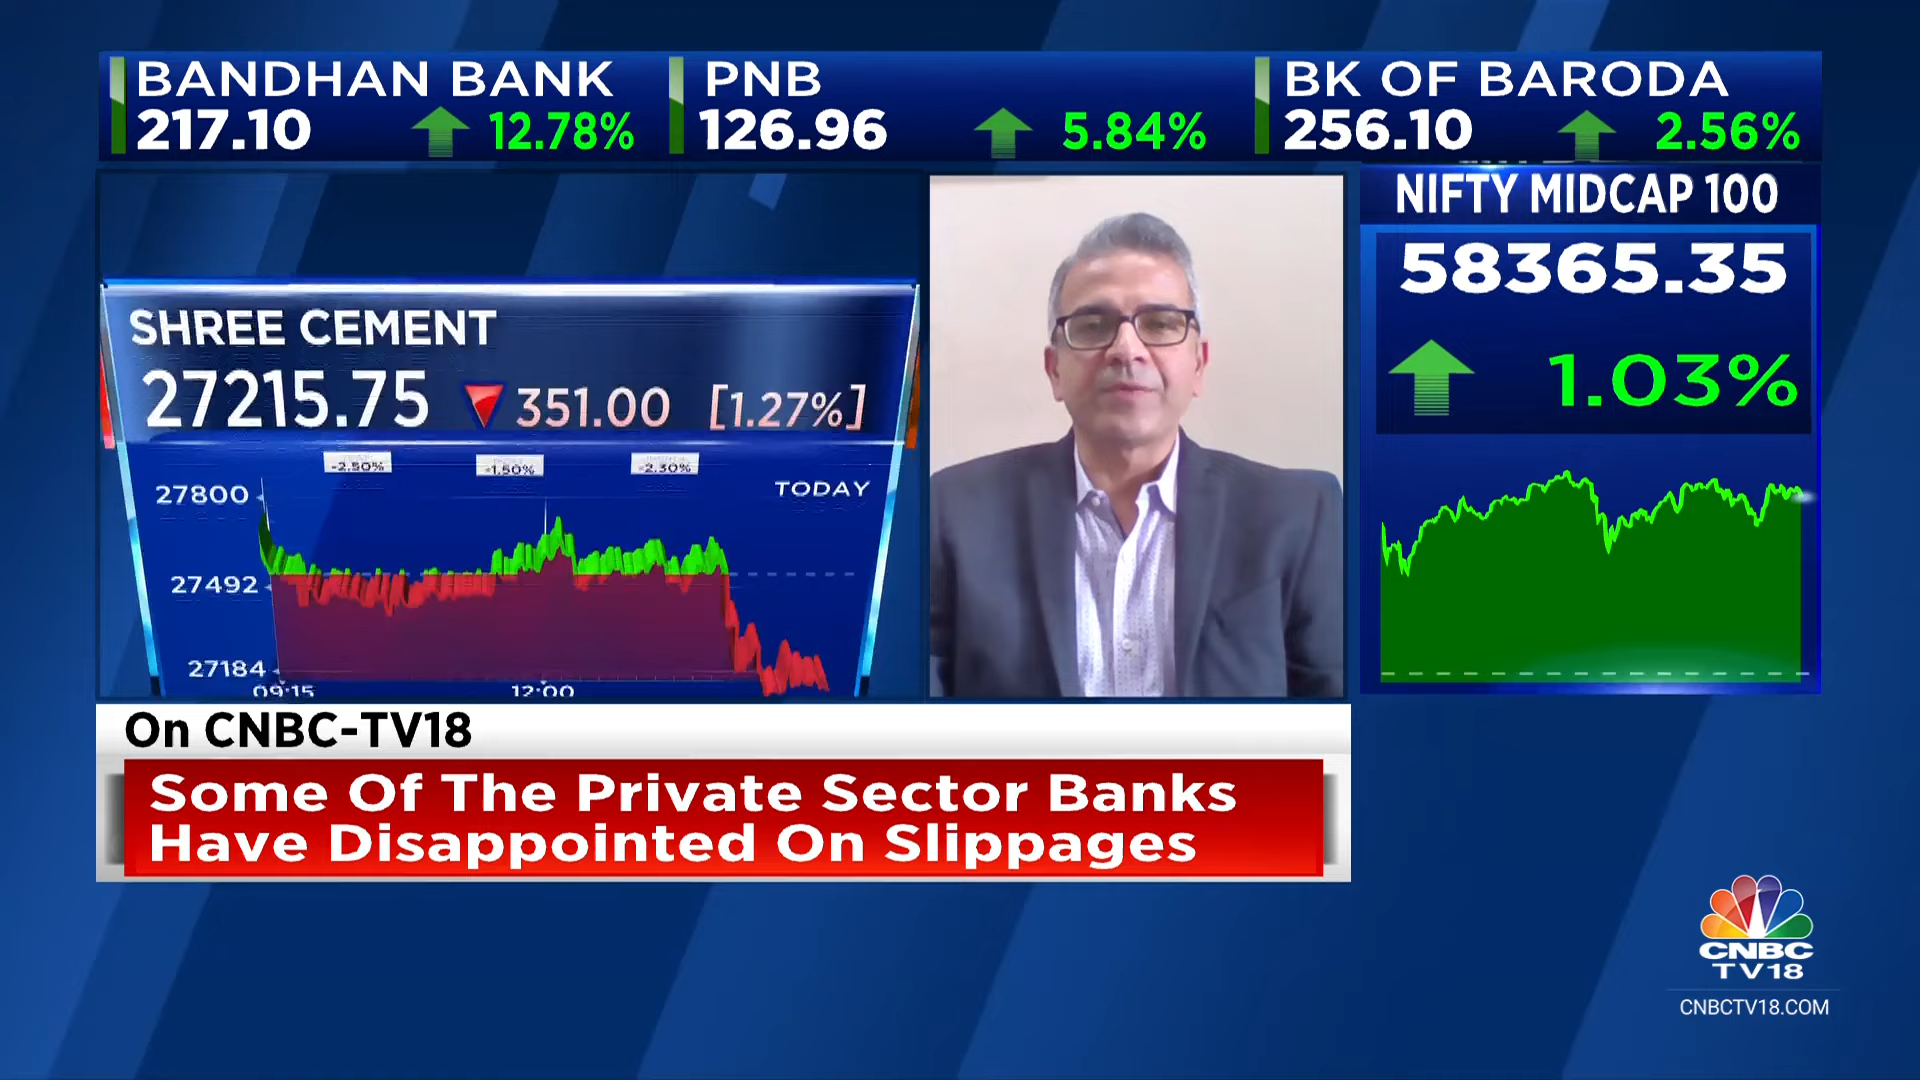 BANDHAN BANK
217.10 12.78%
PNB
126.96 5.84%
BK OF BARODA
256.10 2.56%
SHREE CEMENT
27215.75 351.00 [1.27%]
-2.50% -1.50% -2.30%
TODAY
27800
27492
27184
09:15 12:00
NIFTY MIDCAP 100
58365.35
1.03%
On CNBC-TV18
Some Of The Private Sector Banks
Have Disappointed On Slippages
CNBC
TV18
CNBCTV18.COM